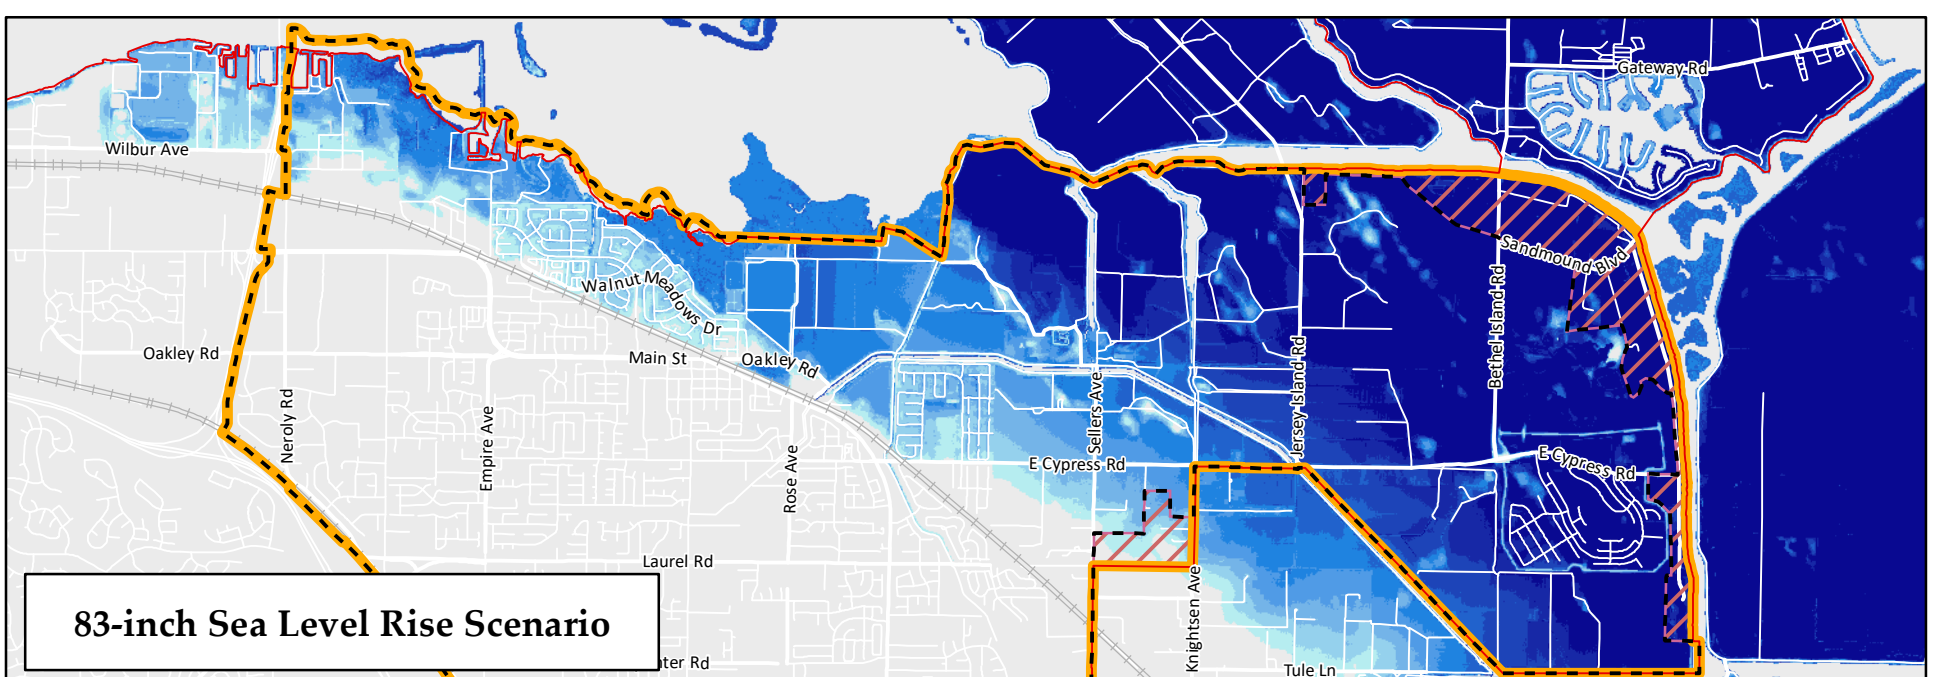 Gateway Rd
Wilbur Ave
Sandmound Blvd
Walnut Meadows Dr
Oakley Rd
Main St
Oakley Rd
Bethel Island Rd
Jersey Island Rd
Sellers Ave
Neroly Rd
Empire Ave
Rose Ave
E Cypress Rd
E Cypress Rd
Laurel Rd
Knightsen Ave
83-inch Sea Level Rise Scenario
nter Rd
Tule Ln